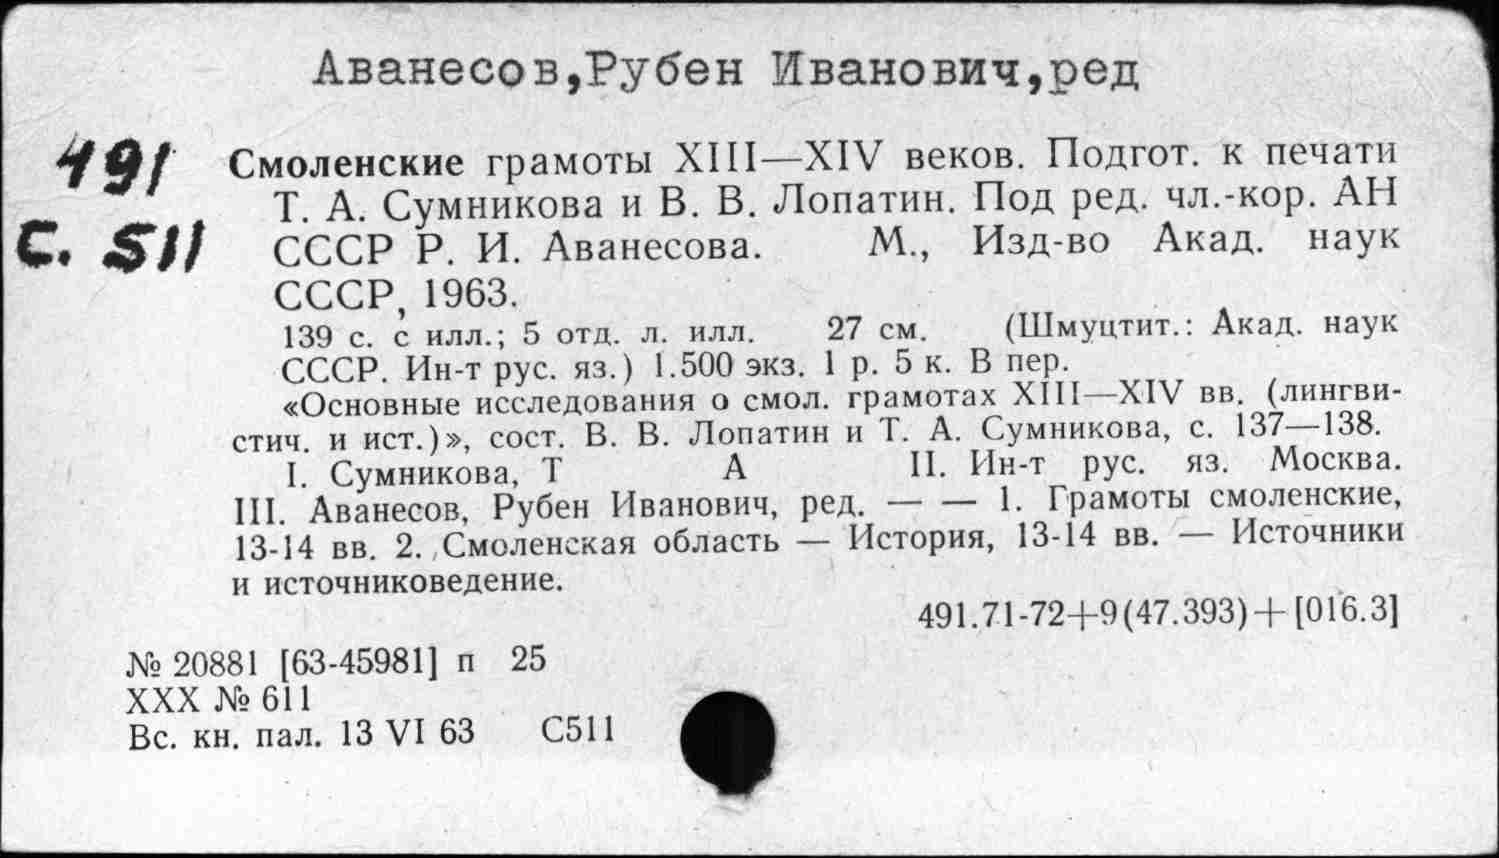 Аванесов,Рубен Иванович,ред
491
С. 511
Смоленские грамоты XIII—XIV веков. Подгот. к печати
Т. А. Сумникова и В. В. Лопатин. Под ред. чл.-кор. АН
СССР Р. И. Аванесова. М., Изд-во Акад. наук
СССР, 1963.
139 с. с илл.; 5 отд. л. илл. 27 см. (Шмуцтит.: Акад. наук
СССР. Ин-т рус. яз.) 1.500 экз. 1 р. 5 к. В пер.
«Основные исследования о смол. грамотах XIII—XIV вв. (лингви-
стич. и ист.)», сост. В. В. Лопатин и Т. А. Сумникова, с. 137—138.
I. Сумникова, Т А II. Ин-т рус. яз. Москва.
III. Аванесов, Рубен Иванович, ред. — — 1. Грамоты смоленские,
13-14 вв. 2. Смоленская область — История, 13-14 вв. — Источники
и источниковедение.
491.71-72+9(47.393)+[016.3]
№ 20881 [63-45981] п 25
XXX № 611
Вс. кн. пал. 13 VI 63 С511